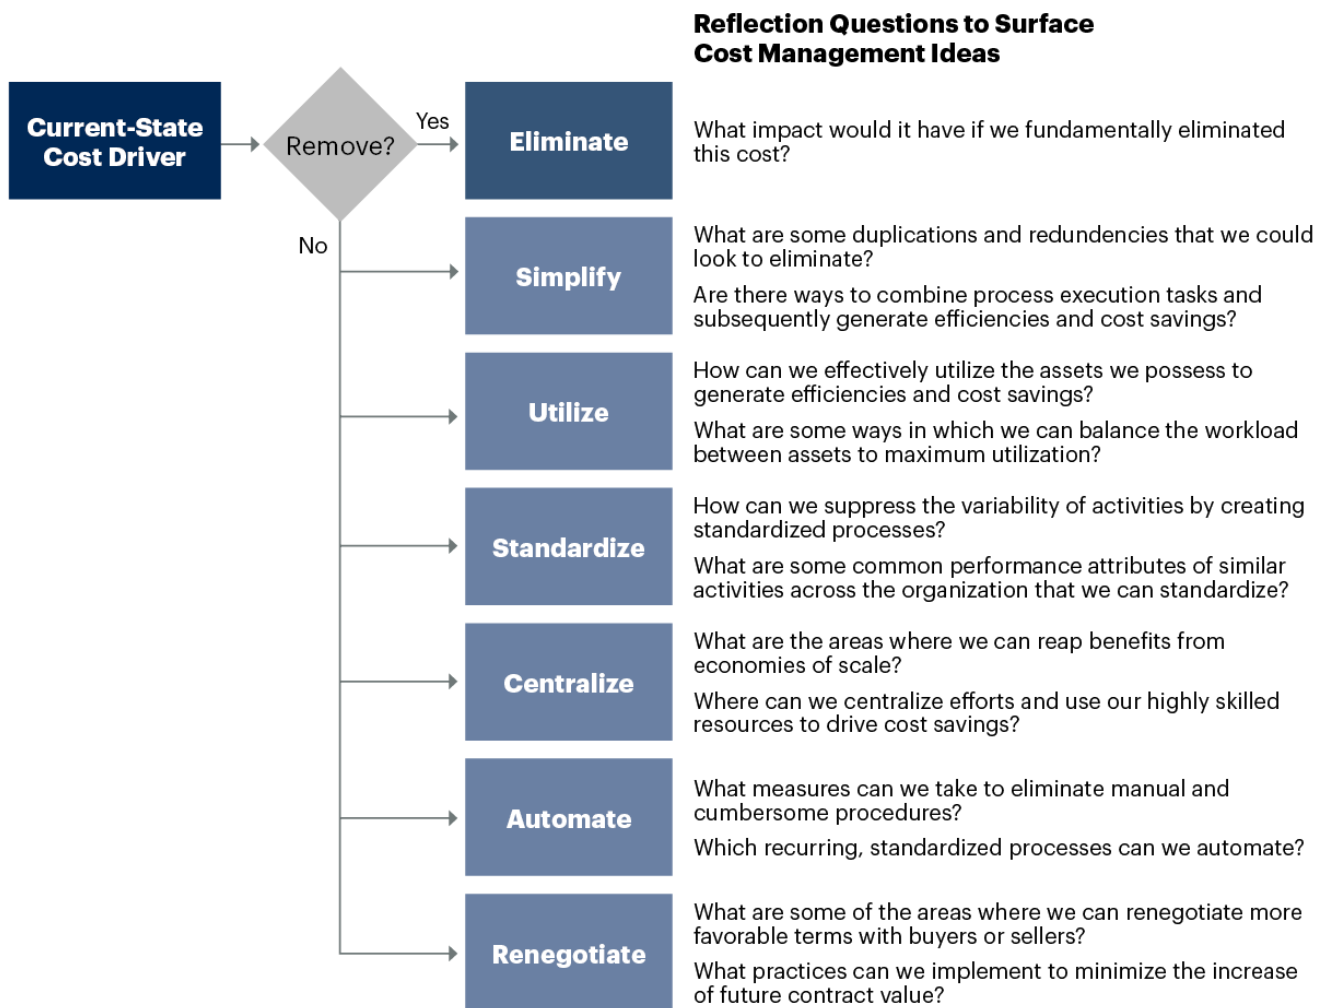 Reflection Questions to Surface
Cost Management Ideas
Current-State
Cost Driver
Remove?
Yes
No
Eliminate
What impact would it have if we fundamentally eliminated
this cost?
Simplify
What are some duplications and redundencies that we could
look to eliminate?
Are there ways to combine process execution tasks and
subsequently generate efficiencies and cost savings?
Utilize
How can we effectively utilize the assets we possess to
generate efficiencies and cost savings?
What are some ways in which we can balance the workload
between assets to maximum utilization?
Standardize
How can we suppress the variability of activities by creating
standardized processes?
What are some common performance attributes of similar
activities across the organization that we can standardize?
Centralize
What are the areas where we can reap benefits from
economies of scale?
Where can we centralize efforts and use our highly skilled
resources to drive cost savings?
Automate
What measures can we take to eliminate manual and
cumbersome procedures?
Which recurring, standardized processes can we automate?
Renegotiate
What are some of the areas where we can renegotiate more
favorable terms with buyers or sellers?
What practices can we implement to minimize the increase
of future contract value?